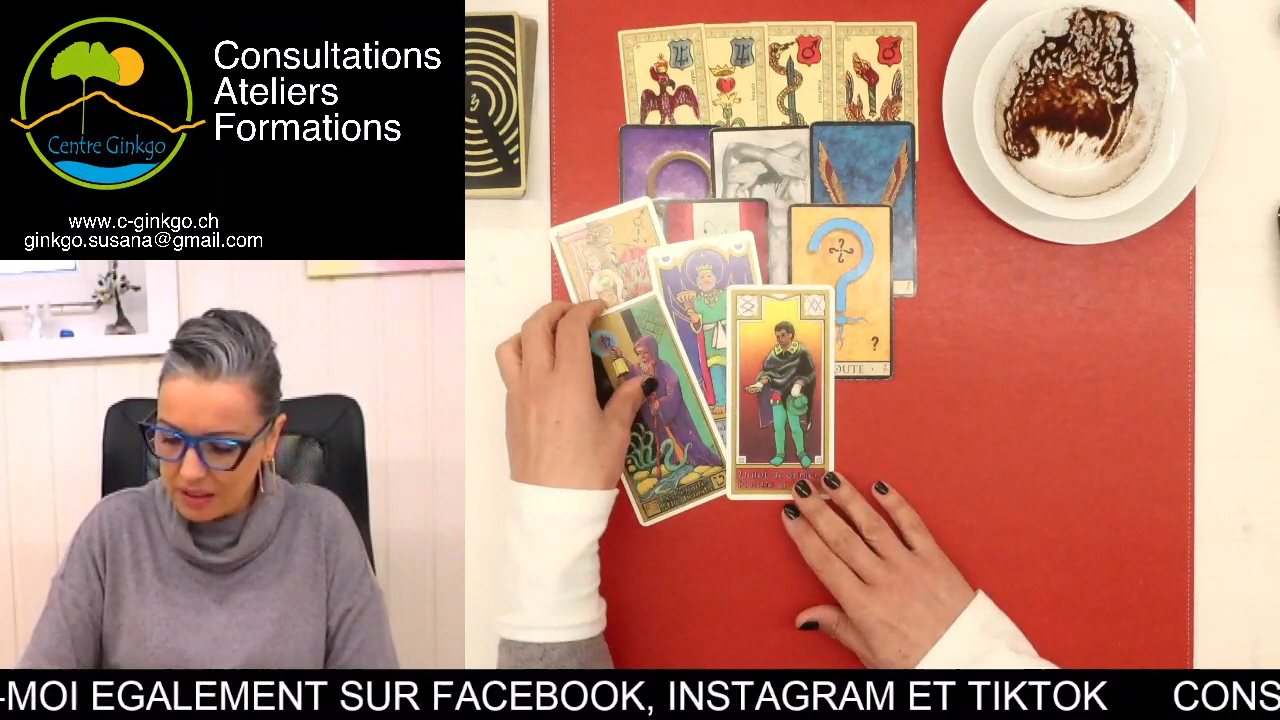 Consultations
Ateliers
Formations
Centre Ginkgo
www.c-ginkgo.ch
ginkgo.susana@gmail.com
?
-MOI EGALEMENT SUR FACEBOOK, INSTAGRAM ET TIKTOK CONS